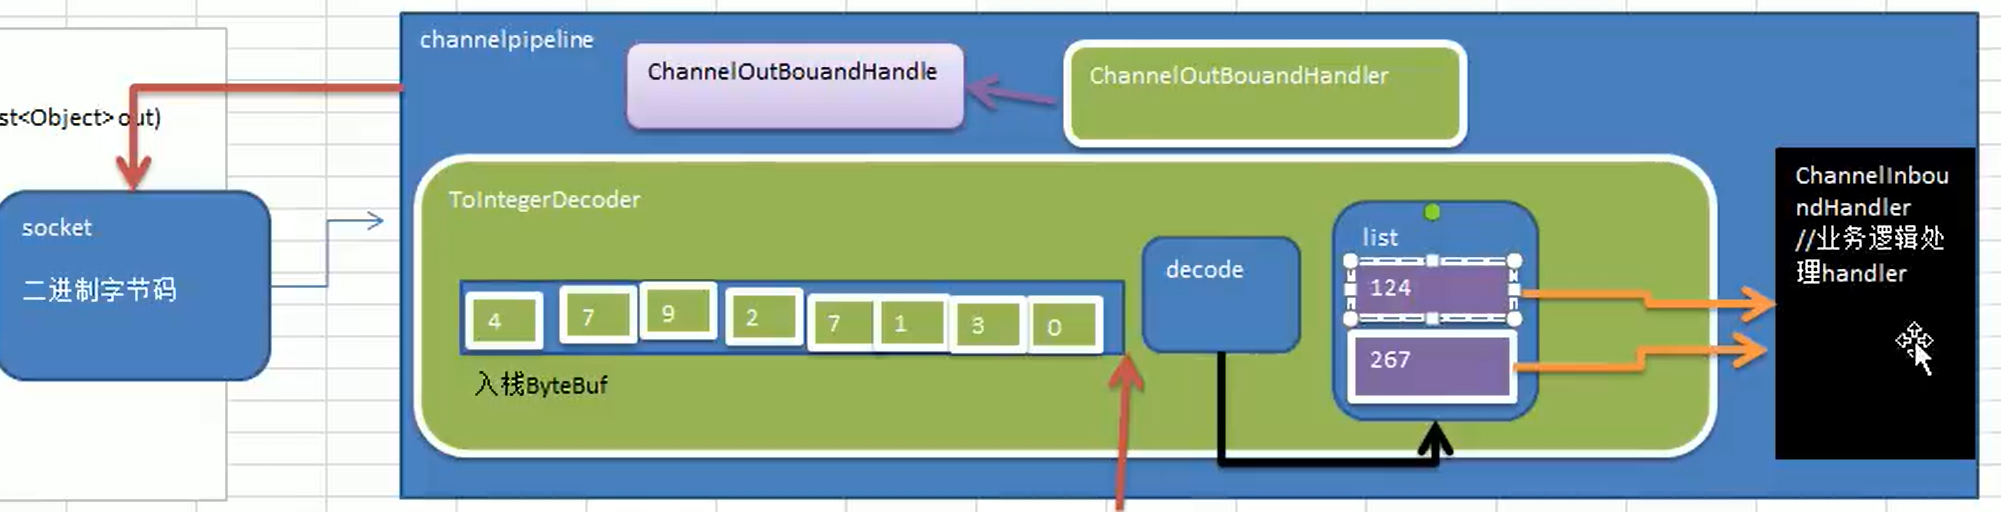 channelpipeline
ChannelOutBouandHandle
ChannelOutBouandHandler
st<Object> out)
socket
二进制字节码
ToIntegerDecoder
4 7 9 2 7 1 3 0
入栈ByteBuf
decode
list
124
267
ChannelInbou
ndHandler
//业务逻辑处
理handler